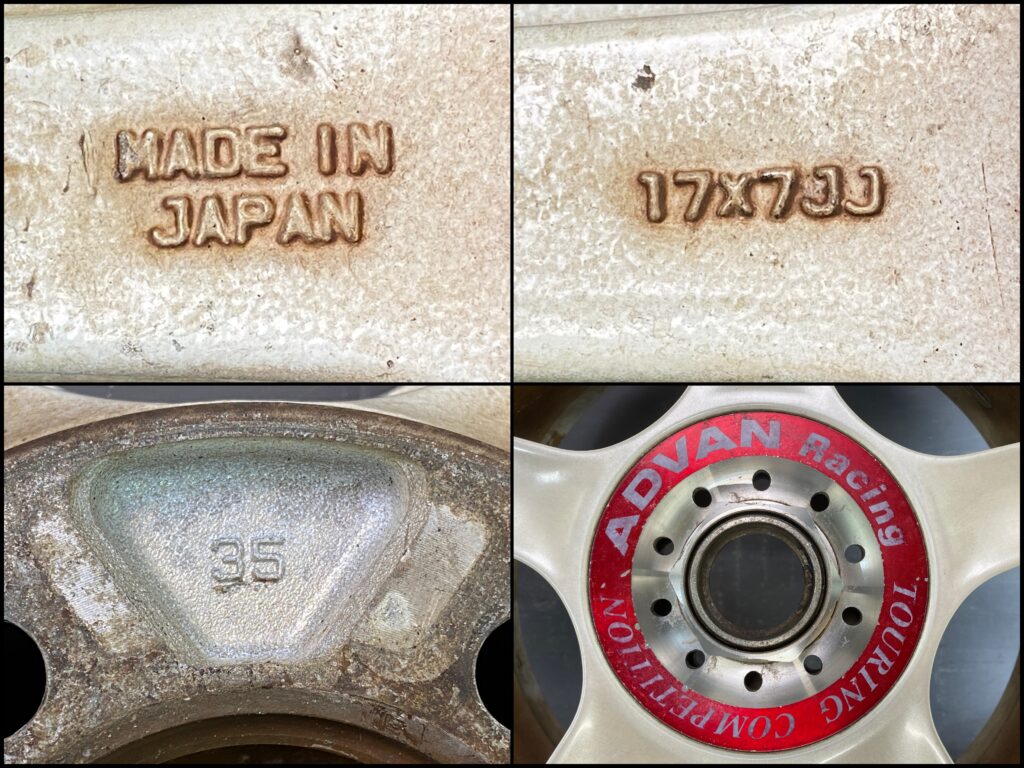 MADE IN
JAPAN
17x7JJ
35
ADVAN Racing
TOURING COMPETITION